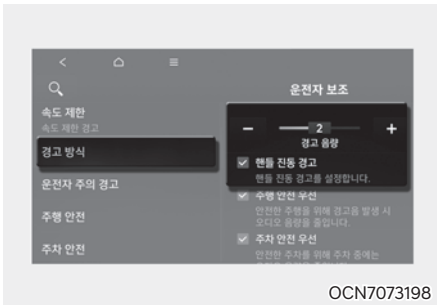 운전자 보조
속도 제한
속도 제한 경고
경고 방식
운전자 주의 경고
주행 안전
주차 안전
- 2 +
경고 음량
핸들 진동 경고
핸들 진동 경고를 설정합니다.
주행 안전 우선
안전한 주행을 위해 경고음 발생 시
오디오 음량을 줄입니다.
주차 안전 우선
안전한 주차를 위해 주차 중에는
OCN7073198